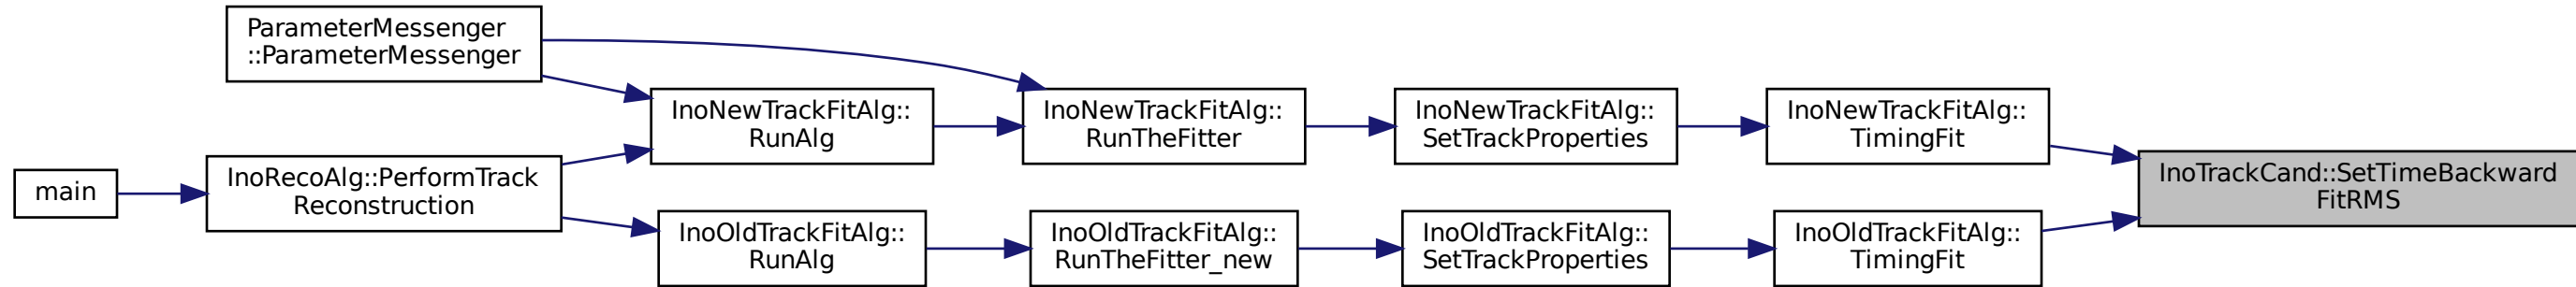 ParameterMessenger
::ParameterMessenger
InoNewTrackFitAlg::
RunAlg
InoNewTrackFitAlg::
RunTheFitter
InoNewTrackFitAlg::
SetTrackProperties
InoNewTrackFitAlg::
TimingFit
main
InoRecoAlg::PerformTrack
Reconstruction
InoTrackCand::SetTimeBackward
FitRMS
InoOldTrackFitAlg::
RunAlg
InoOldTrackFitAlg::
RunTheFitter_new
InoOldTrackFitAlg::
SetTrackProperties
InoOldTrackFitAlg::
TimingFit